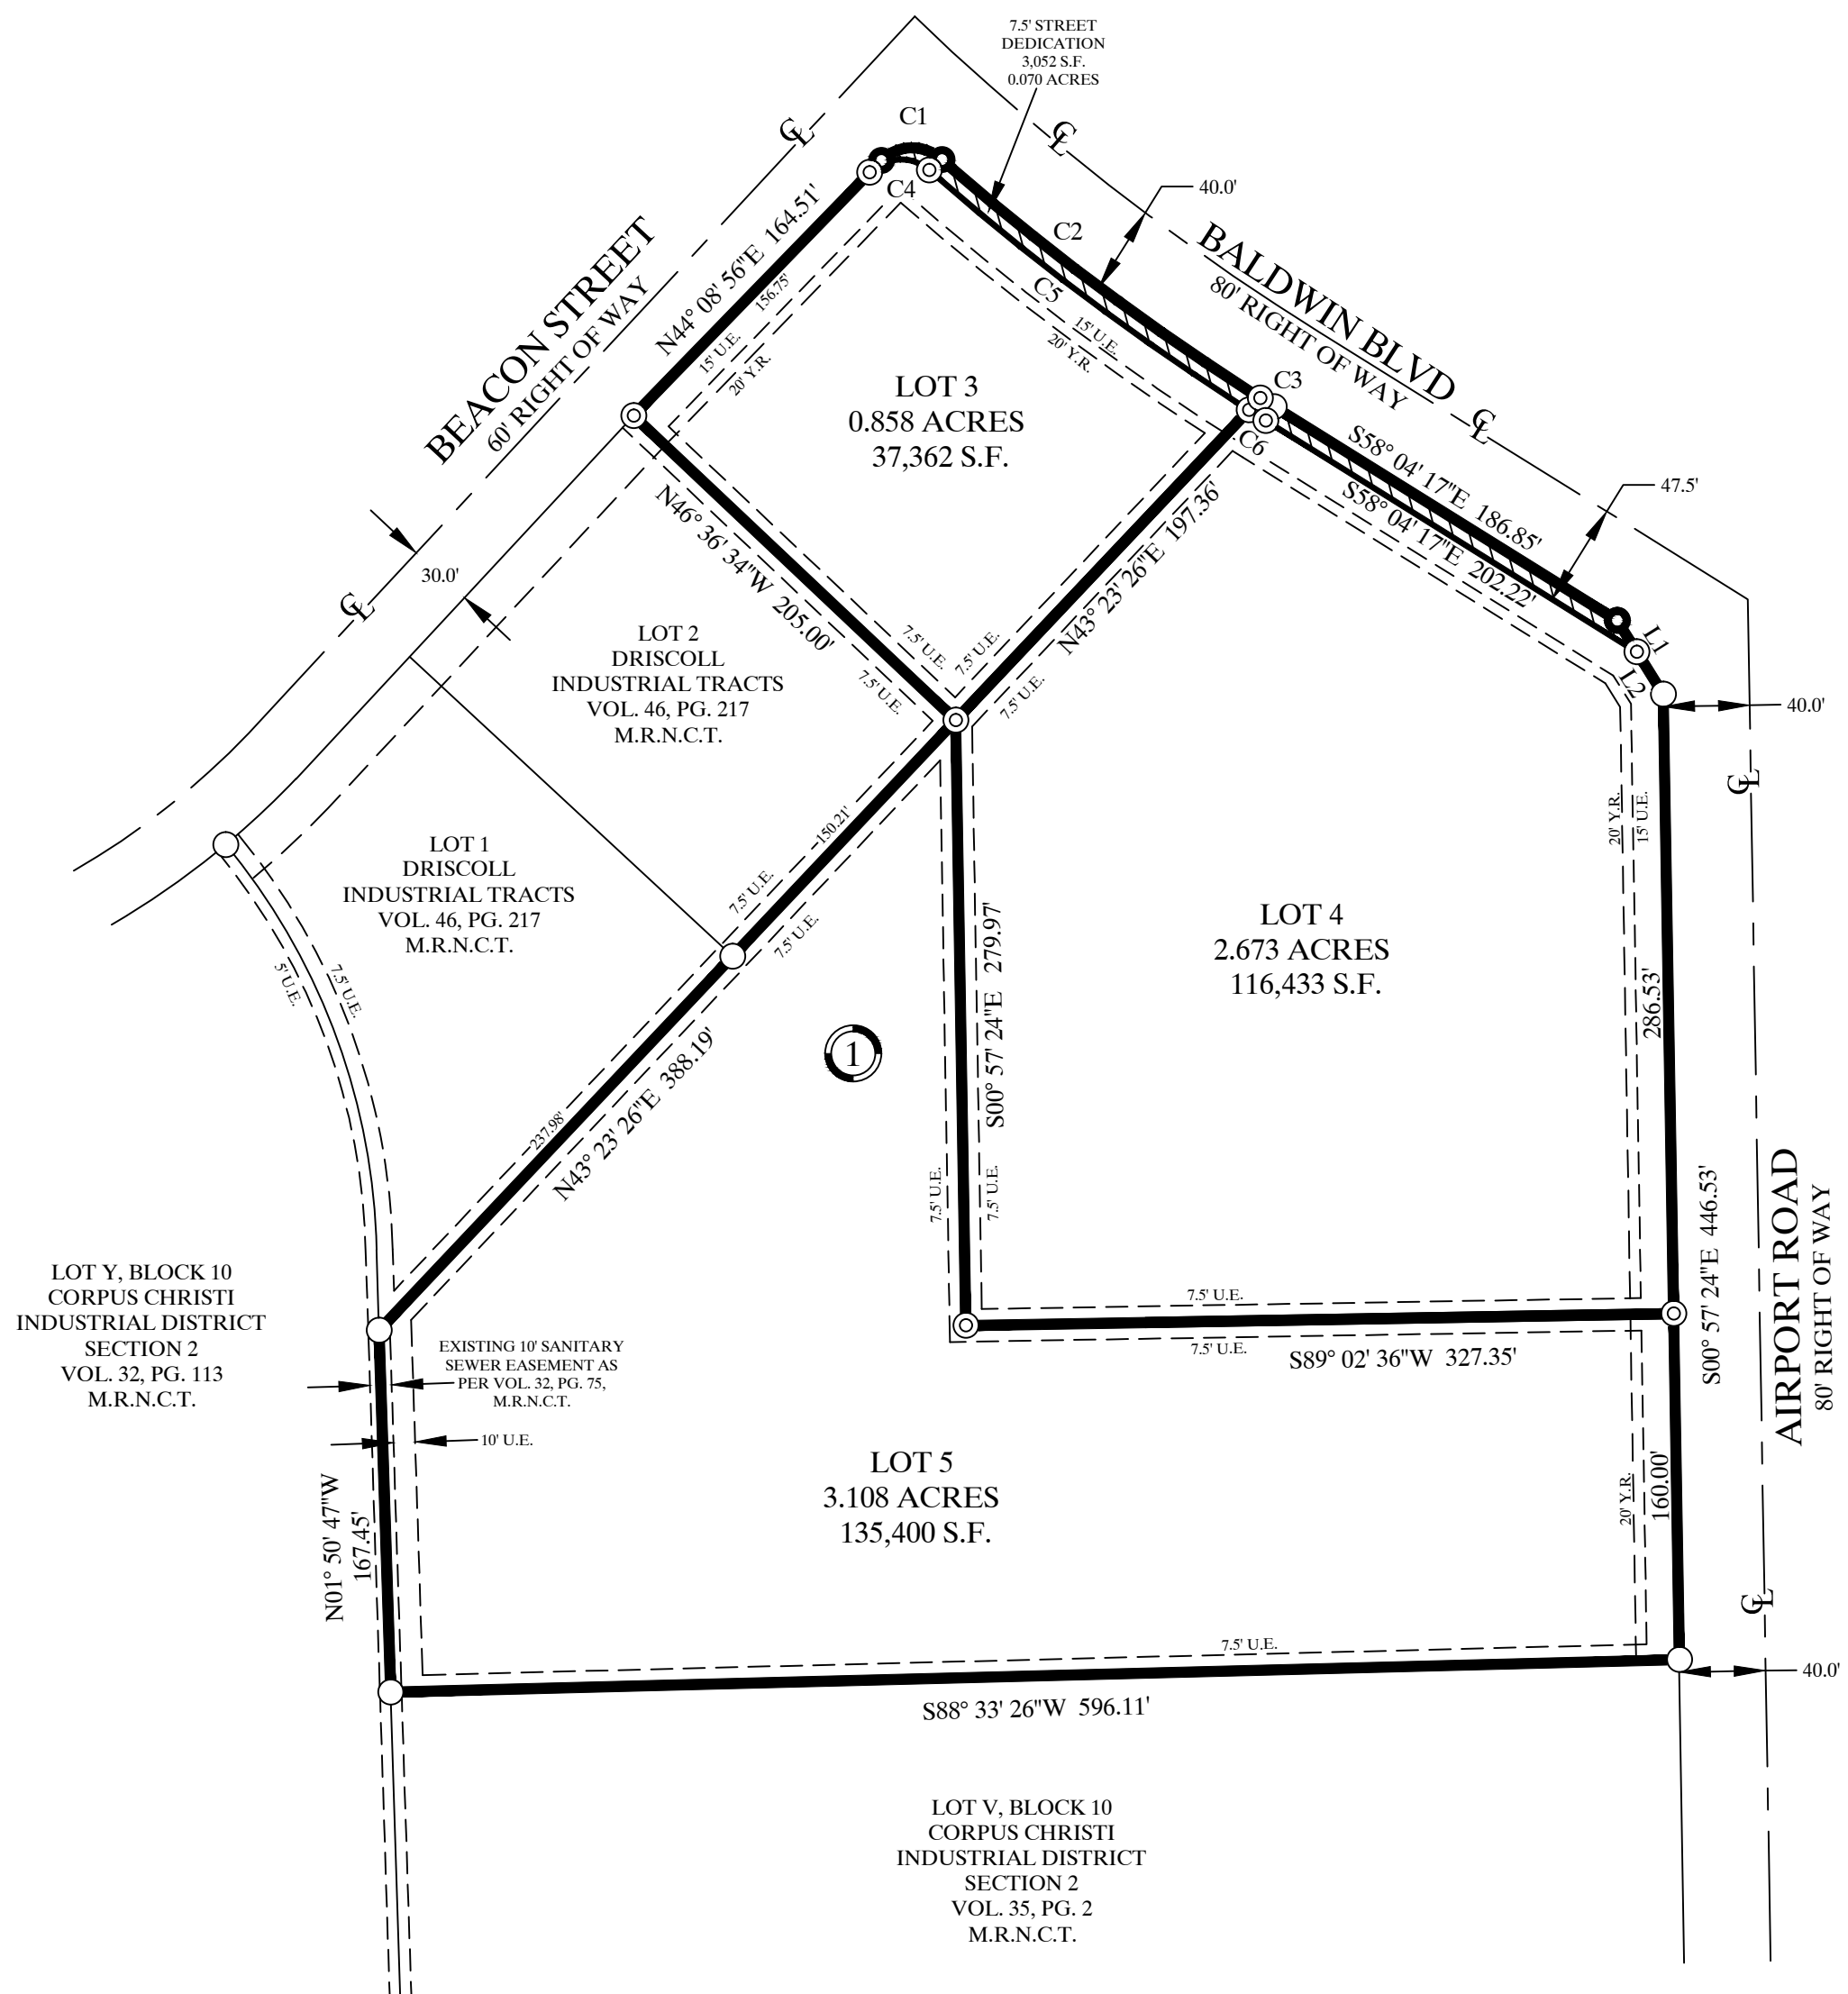 7.5' STREET
DEDICATION
3,052 S.F.
0.070 ACRES
C1
C4
C2
C5
C3
C6
℄
℄
℄
℄
℄
℄
40.0'
BALDWIN BLVD
80' RIGHT OF WAY
BEACON STREET
60' RIGHT OF WAY
N44° 08' 56"E 164.51'
156.75'
15' U.E.
20' Y.R.
15' U.E.
20' Y.R.
LOT 3
0.858 ACRES
37,362 S.F.
S58° 04' 17"E 186.85'
S58° 04' 17"E 202.22'
47.5'
L1
L2
40.0'
30.0'
N46° 36' 34"W 205.00'
N43° 23' 26"E 197.36'
7.5' U.E.
7.5' U.E.
7.5' U.E.
7.5' U.E.
LOT 2
DRISCOLL
INDUSTRIAL TRACTS
VOL. 46, PG. 217
M.R.N.C.T.
LOT 1
DRISCOLL
INDUSTRIAL TRACTS
VOL. 46, PG. 217
M.R.N.C.T.
5' U.E.
7.5' U.E.
150.21'
7.5' U.E.
7.5' U.E.
237.98'
N43° 23' 26"E 388.19'
1
S00° 57' 24"E 279.97'
7.5' U.E.
7.5' U.E.
LOT 4
2.673 ACRES
116,433 S.F.
20' Y.R.
15' U.E.
286.53'
S00° 57' 24"E 446.53'
AIRPORT ROAD
80' RIGHT OF WAY
7.5' U.E.
7.5' U.E.
S89° 02' 36"W 327.35'
LOT Y, BLOCK 10
CORPUS CHRISTI
INDUSTRIAL DISTRICT
SECTION 2
VOL. 32, PG. 113
M.R.N.C.T.
EXISTING 10' SANITARY
SEWER EASEMENT AS
PER VOL. 32, PG. 75,
M.R.N.C.T.
10' U.E.
N01° 50' 47"W
167.45'
LOT 5
3.108 ACRES
135,400 S.F.
20' Y.R.
160.00'
7.5' U.E.
40.0'
S88° 33' 26"W 596.11'
LOT V, BLOCK 10
CORPUS CHRISTI
INDUSTRIAL DISTRICT
SECTION 2
VOL. 35, PG. 2
M.R.N.C.T.